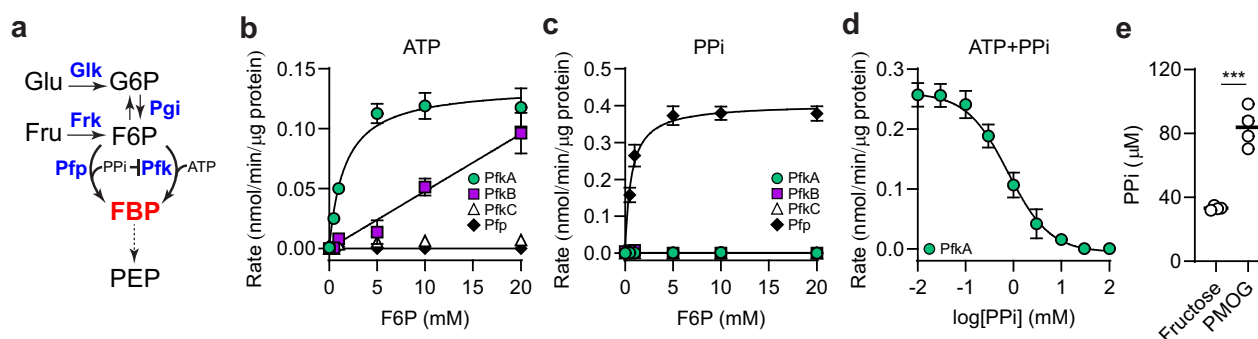 a
Glk
Glu G6P
Pgi
Frk
Fru F6P
Pfp PPi Pfk ATP
FBP
PEP
b
ATP
Rate (nmol/min/μg protein)
0.15
0.10
0.05
0.00
PfkA
PfkB
PfkC
Pfp
0 5 10 15 20
F6P (mM)
c
PPi
Rate (nmol/min/μg protein)
0.5
0.4
0.3
0.2
0.1
0.0
PfkA
PfkB
PfkC
Pfp
0 5 10 15 20
F6P (mM)
d
ATP+PPi
Rate (nmol/min/μg protein)
0.3
0.2
0.1
0.0
PfkA
-2 -1 0 1 2
log[PPi] (mM)
e
PPi (μM)
120
80
40
0
***
Fructose
PMOG